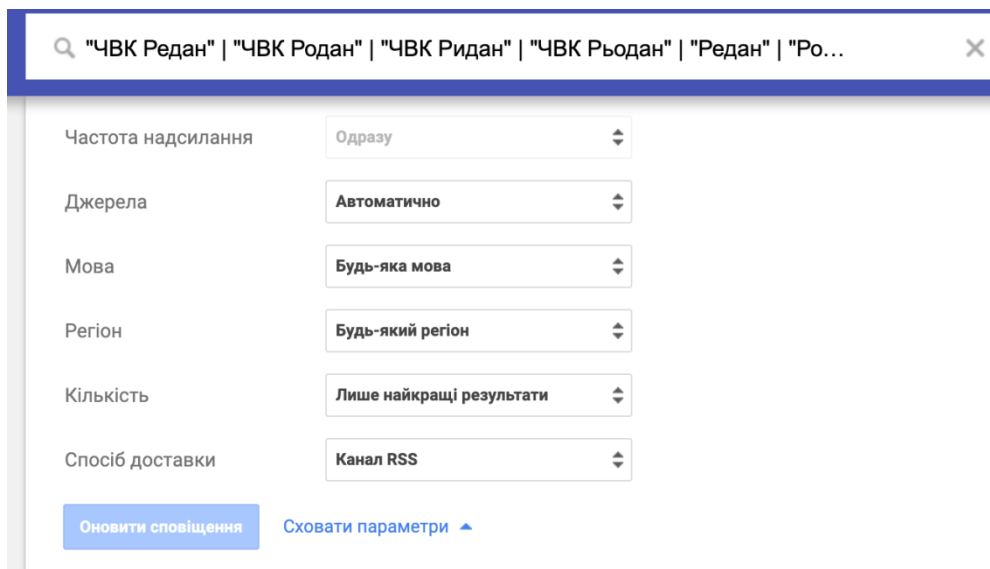 "ЧВК Редан" | "ЧВК Родан" | "ЧВК Ридан" | "ЧВК Рьодан" | "Редан" | "Ро...
Частота надсилання Одразу
Джерела Автоматично
Мова Будь-яка мова
Регіон Будь-який регіон
Кількість Лише найкращі результати
Спосіб доставки Канал RSS
Оновити сповіщення Сховати параметри